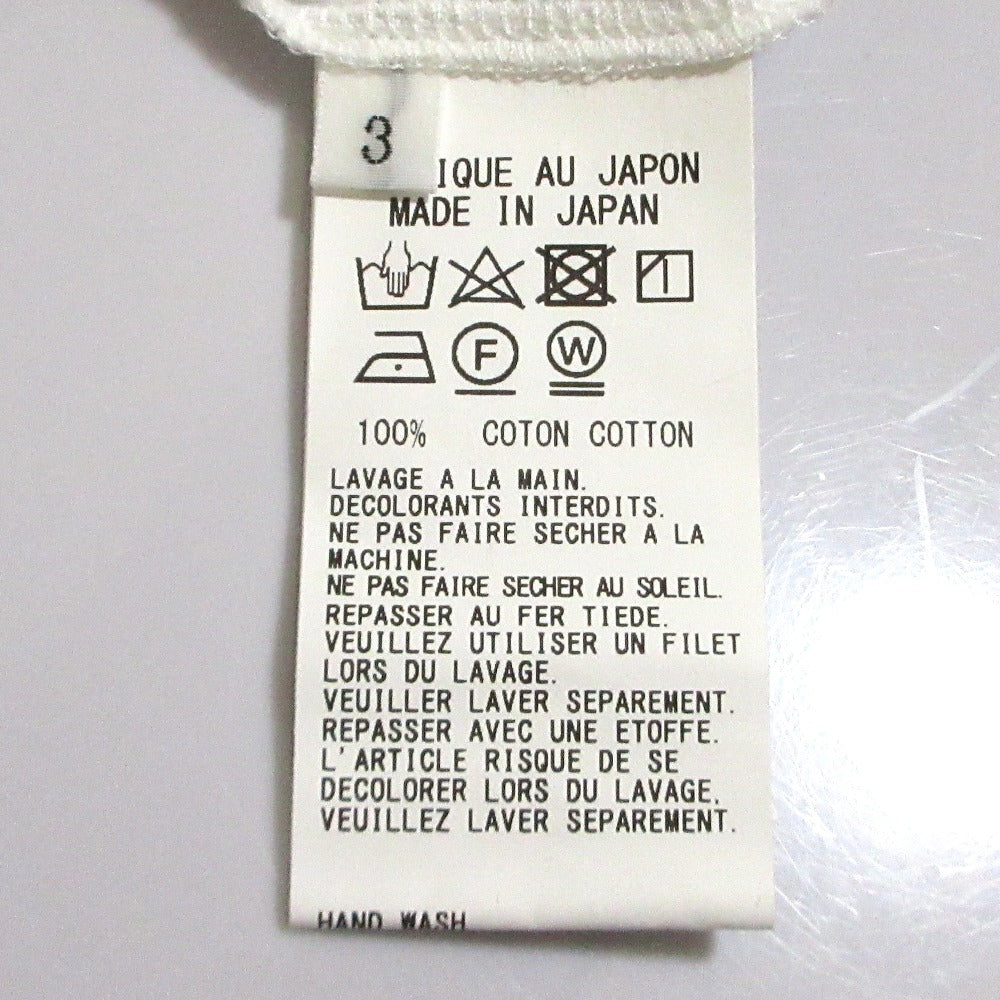 3
IQUE AU JAPON
MADE IN JAPAN
F W
100% COTON COTTON
LAVAGE A LA MAIN.
DECOLORANTS INTERDITS.
NE PAS FAIRE SECHER A LA
MACHINE.
NE PAS FAIRE SECHER AU SOLEIL.
REPASSER AU FER TIEDE.
VEUILLEZ UTILISER UN FILET
LORS DU LAVAGE.
VEUILLER LAVER SEPAREMENT.
REPASSER AVEC UNE ETOFFE.
L'ARTICLE RISQUE DE SE
DECOLORER LORS DU LAVAGE.
VEUILLEZ LAVER SEPAREMENT.
HAND WASH